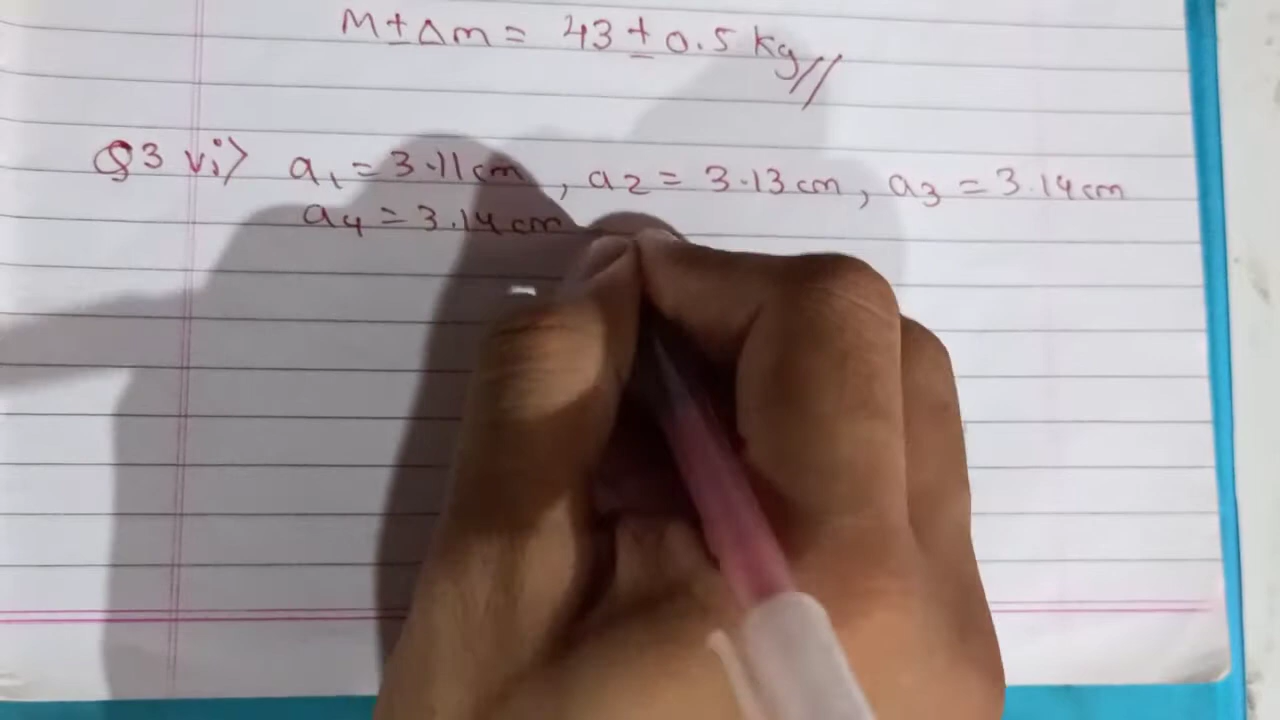 M ± Δm = 43 ± 0.5 kg //
Q3 vi> a₁ = 3.11 cm, a₂ = 3.13 cm, a₃ = 3.14 cm
a₄ = 3.14 cm